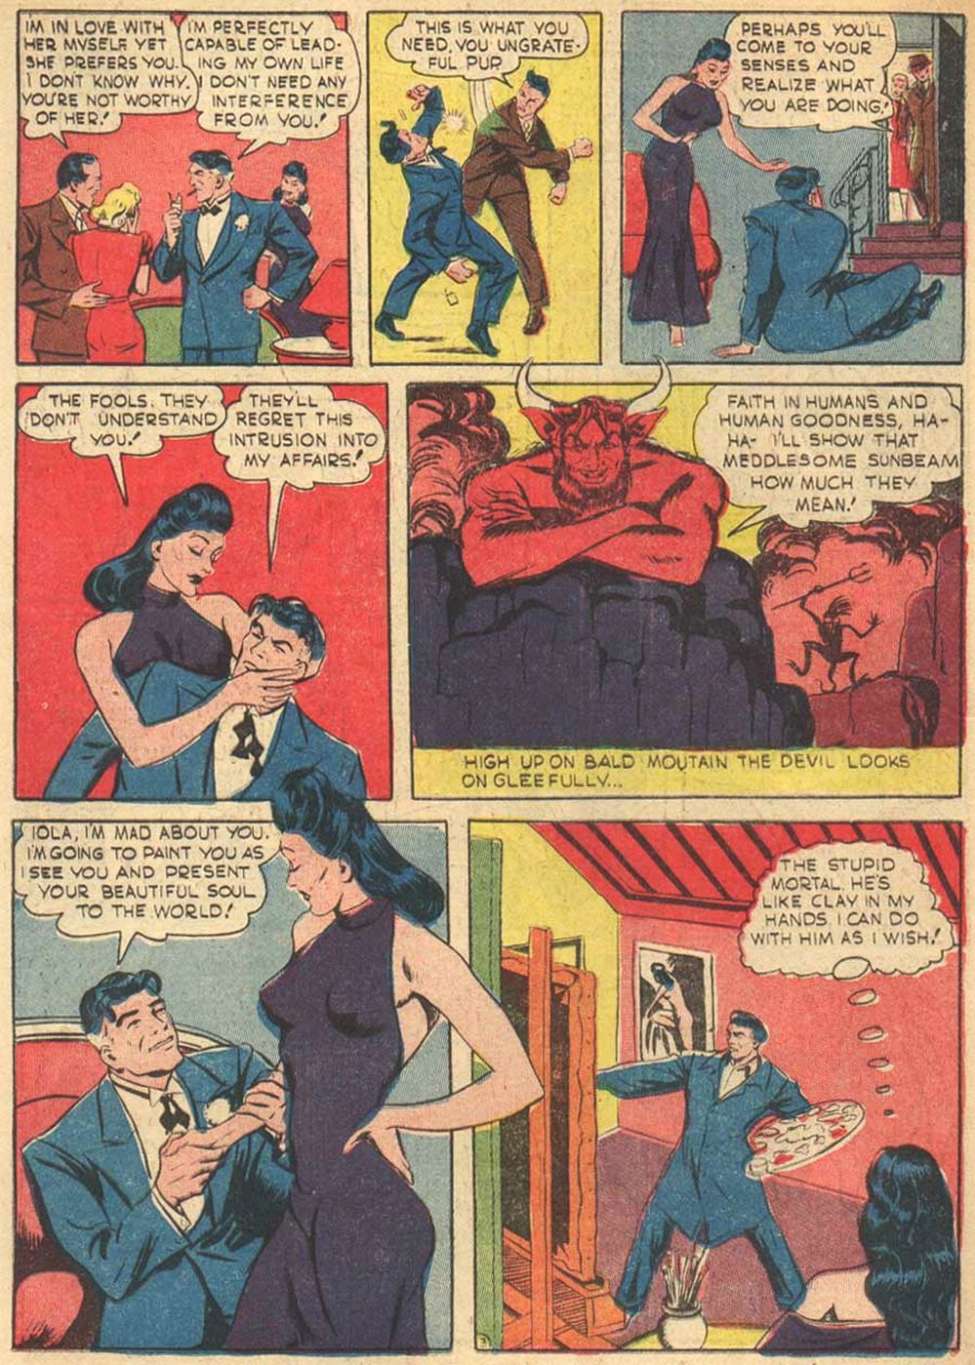 I'M IN LOVE WITH
HER MYSELF YET
SHE PREFERS YOU.
I DON'T KNOW WHY.
YOU'RE NOT WORTHY
OF HER!
I'M PERFECTLY
CAPABLE OF LEAD-
ING MY OWN LIFE
I DON'T NEED ANY
INTERFERENCE
FROM YOU!
THIS IS WHAT YOU
NEED, YOU UNGRATE-
FUL PUP.
PERHAPS YOU'LL
COME TO YOUR
SENSES AND
REALIZE WHAT
YOU ARE DOING!
THE FOOLS. THEY
DON'T UNDERSTAND
YOU!
THEY'LL
REGRET THIS
INTRUSION INTO
MY AFFAIRS!
FAITH IN HUMANS AND
HUMAN GOODNESS, HA-
HA- I'LL SHOW THAT
MEDDLESOME SUNBEAM
HOW MUCH THEY
MEAN!
HIGH UP ON BALD MOUTAIN THE DEVIL LOOKS
ON GLEEFULLY...
IOLA, I'M MAD ABOUT YOU.
I'M GOING TO PAINT YOU AS
I SEE YOU AND PRESENT
YOUR BEAUTIFUL SOUL
TO THE WORLD!
THE STUPID
MORTAL. HE'S
LIKE CLAY IN MY
HANDS. I CAN DO
WITH HIM AS I WISH!
3